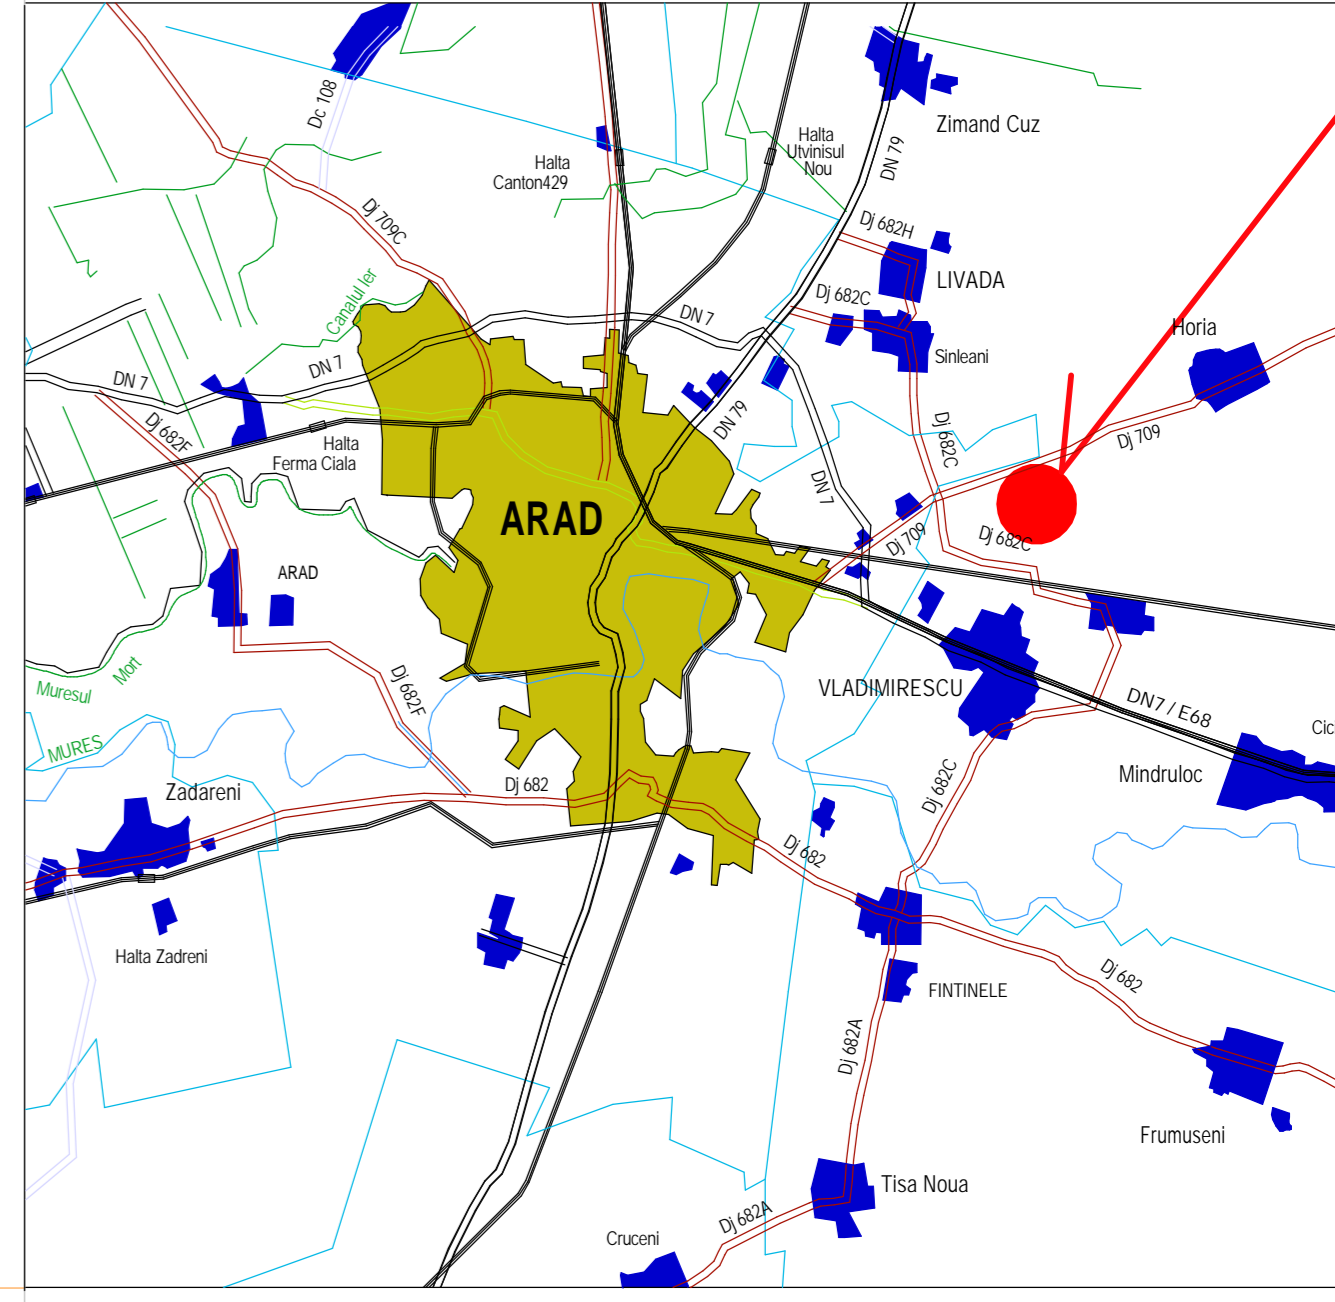 Dc 108
Zimand Cuz
DN 79
Halta
Utvinisul
Nou
Halta
Canton429
Dj 709C
Dj 682H
LIVADA
Canalul Ier
Dj 682C
DN 7
Horia
Sinleani
DN 7
DN 7
DN 79
Dj 682F
Halta
Ferma Ciala
Dj 682C
Dj 709
DN 7
ARAD
Dj 709
Dj 682C
ARAD
Muresul
Mort
Dj 682F
VLADIMIRESCU
DN7 / E68
Cic
MURES
Mindruloc
Zadareni
Dj 682
Dj 682C
Dj 682
Halta Zadreni
Dj 682
FINTINELE
Dj 682A
Frumuseni
Tisa Noua
Dj 682A
Cruceni